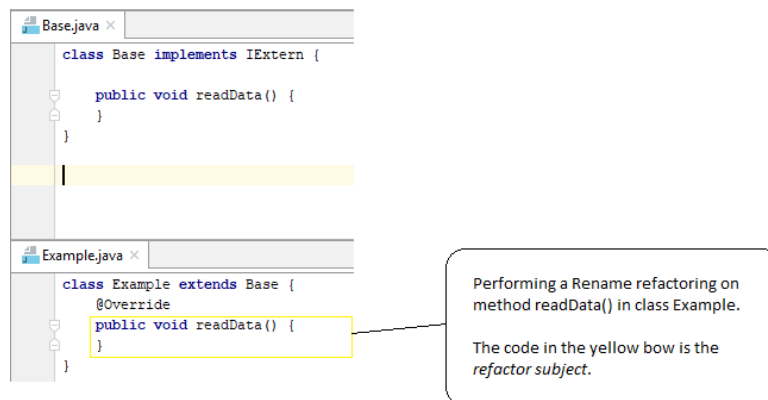 Base.java
class Base implements IExtern {
public void readData() {
}
}
Example.java
class Example extends Base {
@Override
public void readData() {
}
}
Performing a Rename refactoring on
method readData() in class Example.
The code in the yellow bow is the
refactor subject.